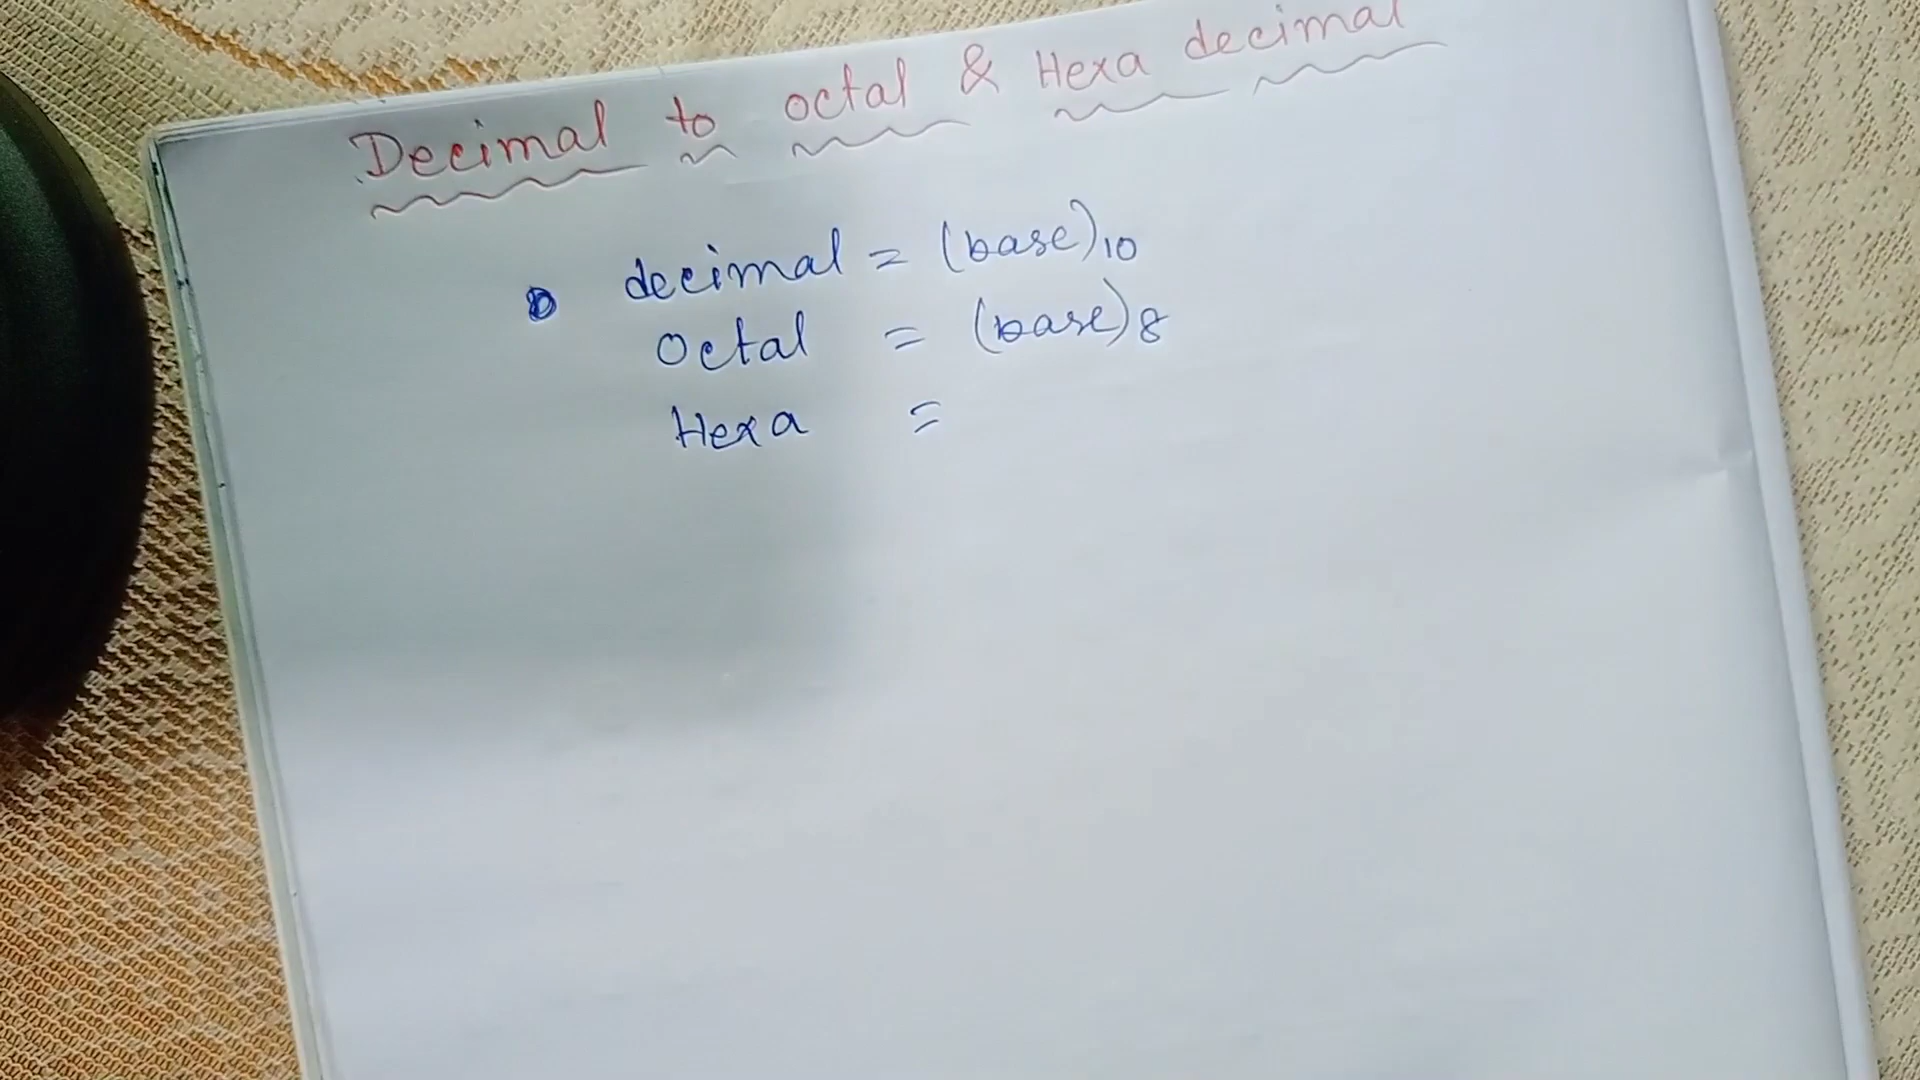 Decimal to octal & Hexa decimal
decimal = (base)10
Octal = (base)8
Hexa =